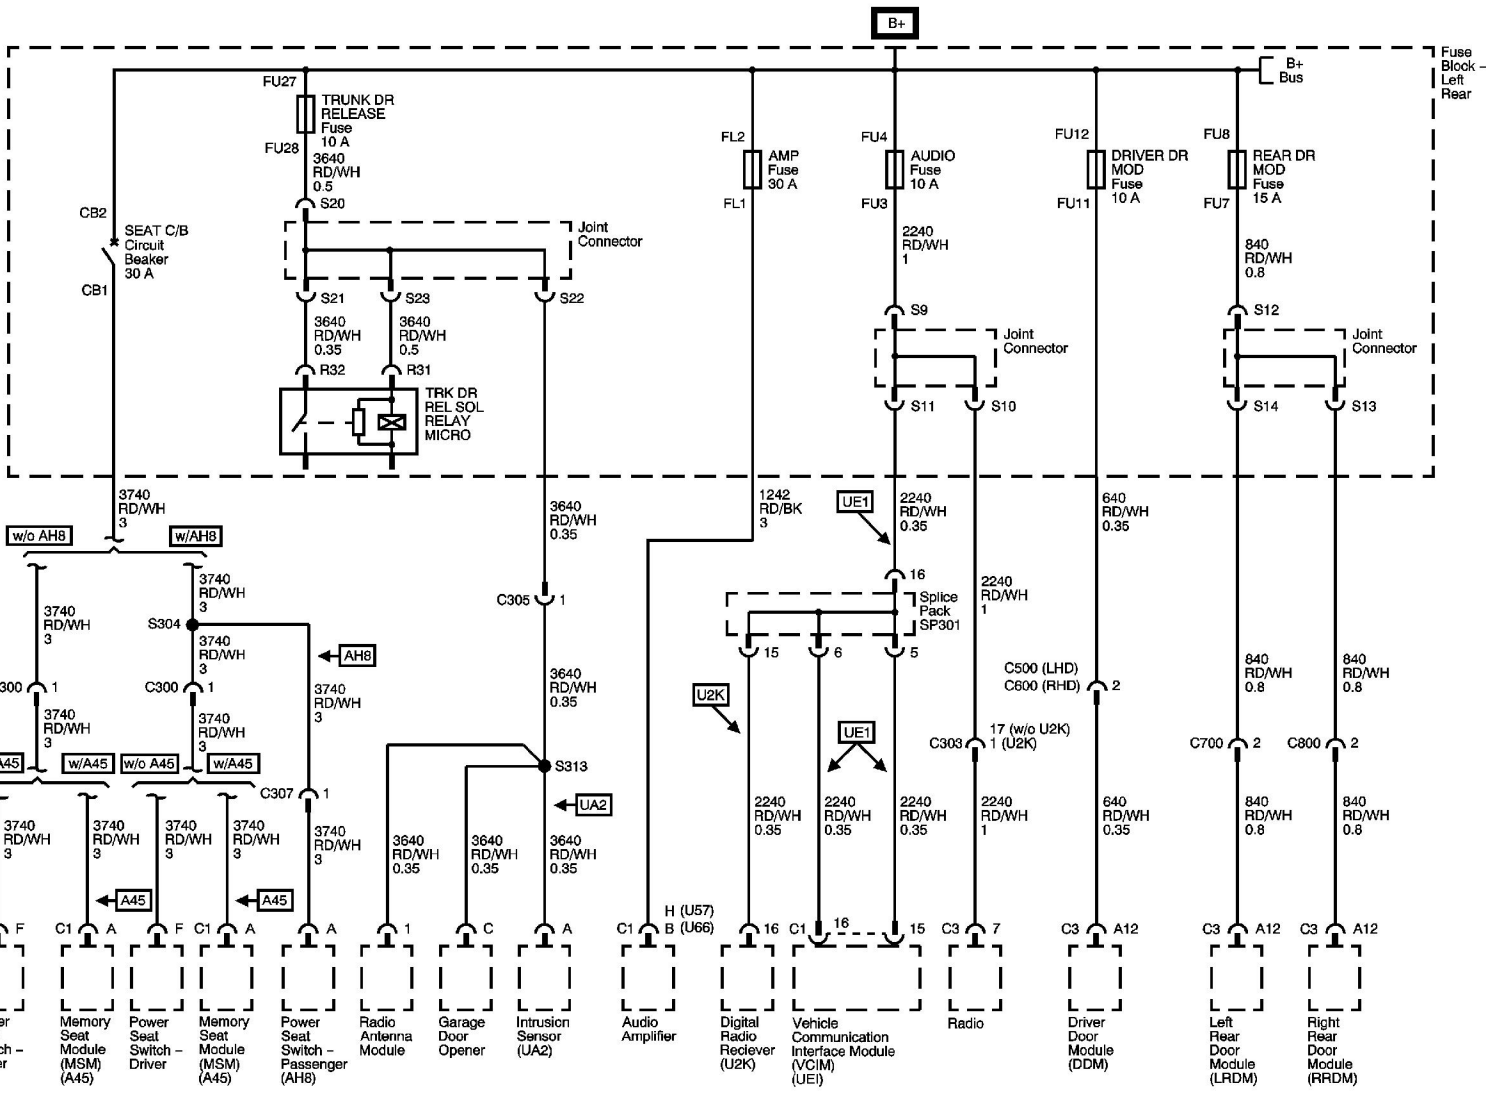 B+
Fuse
Block –
Left
Rear
B+
Bus
FU27
TRUNK DR
RELEASE
Fuse
10 A
FU28
3640
RD/WH
0.5
S20
Joint
Connector
S21
S23
S22
3640
RD/WH
0.35
3640
RD/WH
0.5
R32
R31
TRK DR
REL SOL
RELAY
MICRO
CB2
SEAT C/B
Circuit
Beaker
30 A
CB1
FL2
AMP
Fuse
30 A
FL1
FU4
AUDIO
Fuse
10 A
FU3
2240
RD/WH
1
S9
Joint
Connector
S11
S10
FU12
DRIVER DR
MOD
Fuse
10 A
FU11
FU8
REAR DR
MOD
Fuse
15 A
FU7
840
RD/WH
0.8
S12
Joint
Connector
S14
S13
3740
RD/WH
3
w/o AH8
w/AH8
3740
RD/WH
3
3740
RD/WH
3
S304
3740
RD/WH
3
AH8
300 1
C300 1
3740
RD/WH
3
3740
RD/WH
3
3740
RD/WH
3
A45
w/A45
w/o A45
w/A45
C307 1
3740
RD/WH
3
3740
RD/WH
3
3740
RD/WH
3
3740
RD/WH
3
3740
RD/WH
3
A45
A45
3640
RD/WH
0.35
C305 1
3640
RD/WH
0.35
S313
UA2
3640
RD/WH
0.35
3640
RD/WH
0.35
3640
RD/WH
0.35
1242
RD/BK
3
UE1
2240
RD/WH
0.35
16
Splice
Pack
SP301
15
6
5
U2K
UE1
2240
RD/WH
1
17 (w/o U2K)
C303 1 (U2K)
2240
RD/WH
0.35
2240
RD/WH
0.35
2240
RD/WH
0.35
2240
RD/WH
1
640
RD/WH
0.35
C500 (LHD)
C600 (RHD) 2
640
RD/WH
0.35
840
RD/WH
0.8
840
RD/WH
0.8
C700 2
C800 2
840
RD/WH
0.8
840
RD/WH
0.8
F
C1 A
F
C1 A
A
1
C
A
H (U57)
C1 B (U66)
16
C1 16
15
C3 7
C3 A12
C3 A12
C3 A12
er
ch –
er
Memory
Seat
Module
(MSM)
(A45)
Power
Seat
Switch –
Driver
Memory
Seat
Module
(MSM)
(A45)
Power
Seat
Switch –
Passenger
(AH8)
Radio
Antenna
Module
Garage
Door
Opener
Intrusion
Sensor
(UA2)
Audio
Amplifier
Digital
Radio
Reciever
(U2K)
Vehicle
Communication
Interface Module
(VCIM)
(UEI)
Radio
Driver
Door
Module
(DDM)
Left
Rear
Door
Module
(LRDM)
Right
Rear
Door
Module
(RRDM)